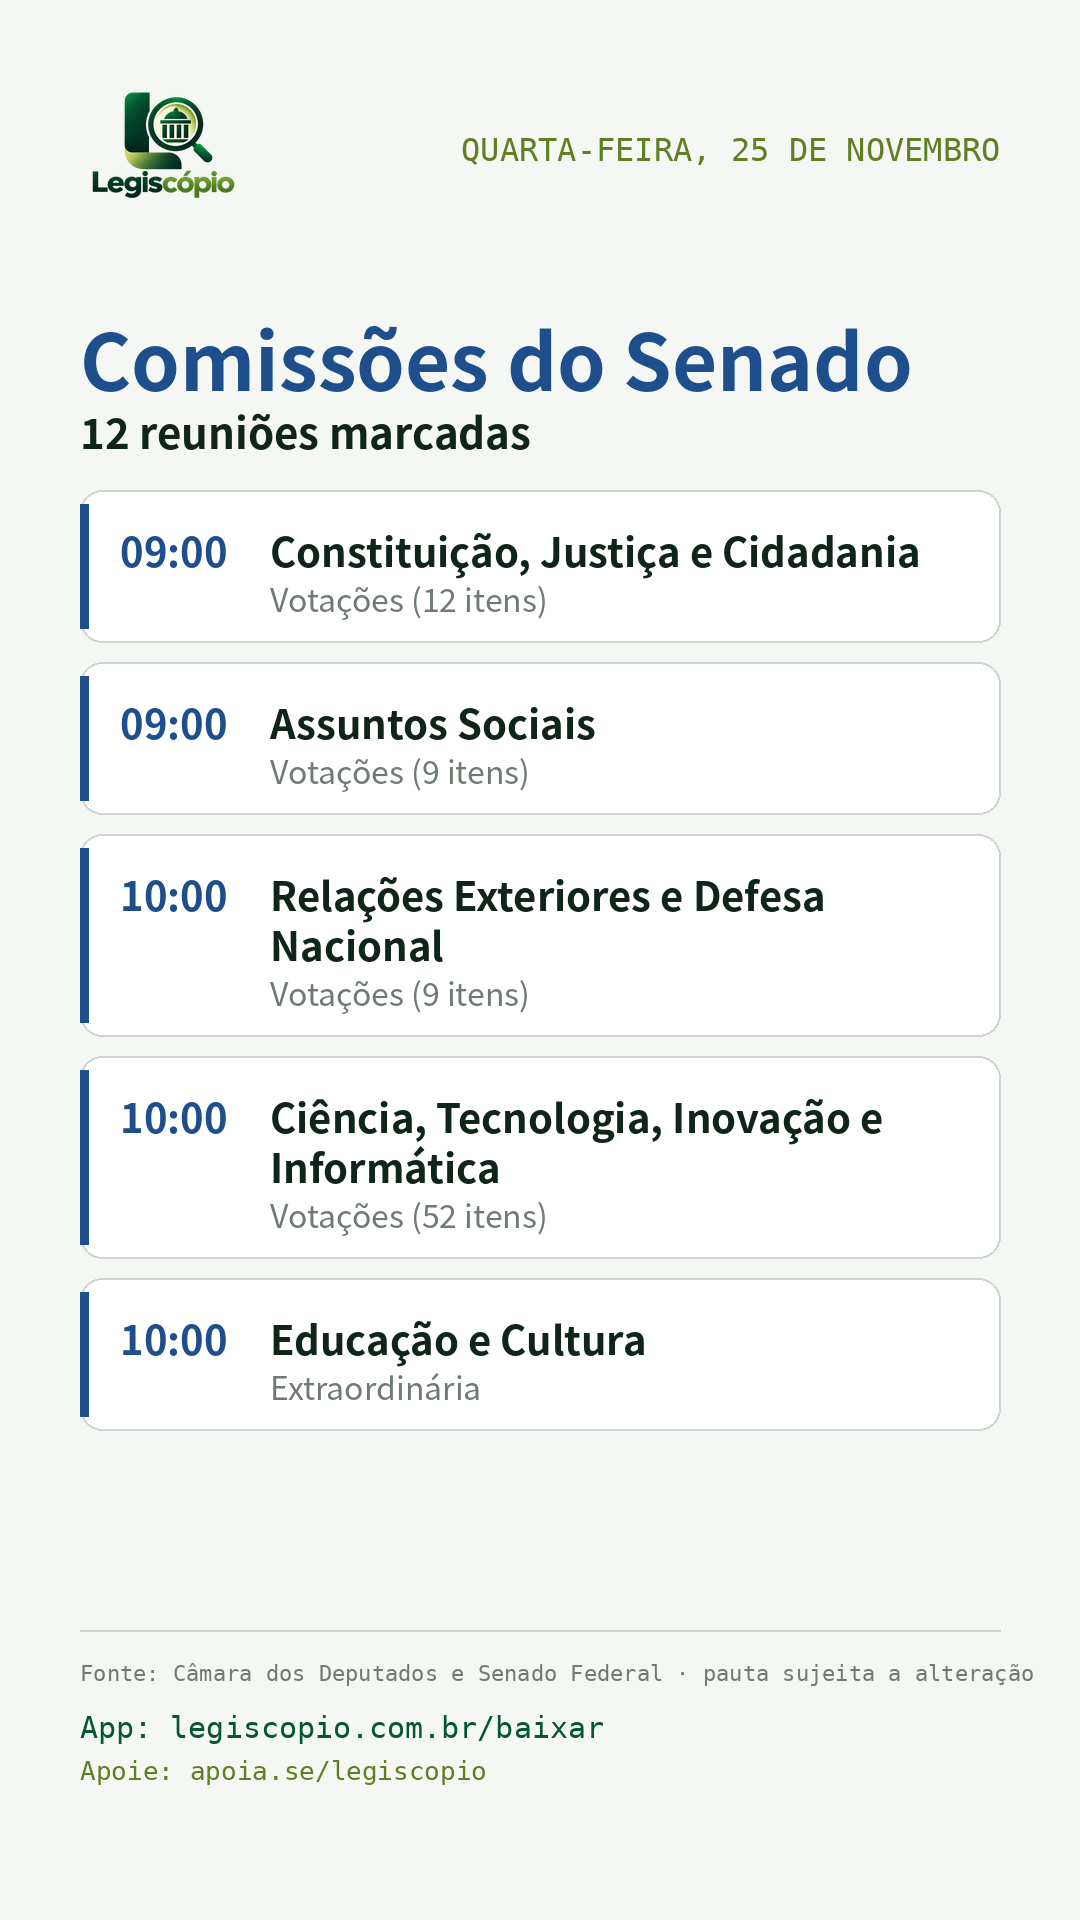 Legiscópio
QUARTA-FEIRA, 25 DE NOVEMBRO
Comissões do Senado
12 reuniões marcadas
09:00 Constituição, Justiça e Cidadania
Votações (12 itens)
09:00 Assuntos Sociais
Votações (9 itens)
10:00 Relações Exteriores e Defesa
Nacional
Votações (9 itens)
10:00 Ciência, Tecnologia, Inovação e
Informática
Votações (52 itens)
10:00 Educação e Cultura
Extraordinária
Fonte: Câmara dos Deputados e Senado Federal · pauta sujeita a alteração
App: legiscopio.com.br/baixar
Apoie: apoia.se/legiscopio